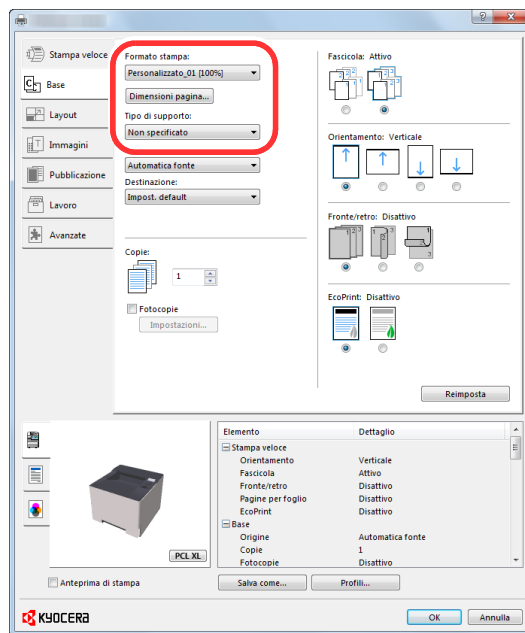 Stampa veloce
Base
Layout
Immagini
Pubblicazione
Lavoro
Avanzate
Formato stampa:
Personalizzato_01 [100%]
Dimensioni pagina...
Tipo di supporto:
Non specificato
Automatica fonte
Destinazione:
Impost. default
Copie:
1
Fotocopie
Impostazioni...
Fascicola: Attivo
Orientamento: Verticale
Fronte/retro: Disattivo
EcoPrint: Disattivo
Reimposta
PCL XL
Anteprima di stampa
Elemento Dettaglio
Stampa veloce
Orientamento Verticale
Fascicola Attivo
Fronte/retro Disattivo
Pagine per foglio Disattivo
EcoPrint Disattivo
Base
Origine Automatica fonte
Copie 1
Fotocopie Disattivo
Salva come... Profili...
KYOCERA
OK Annulla